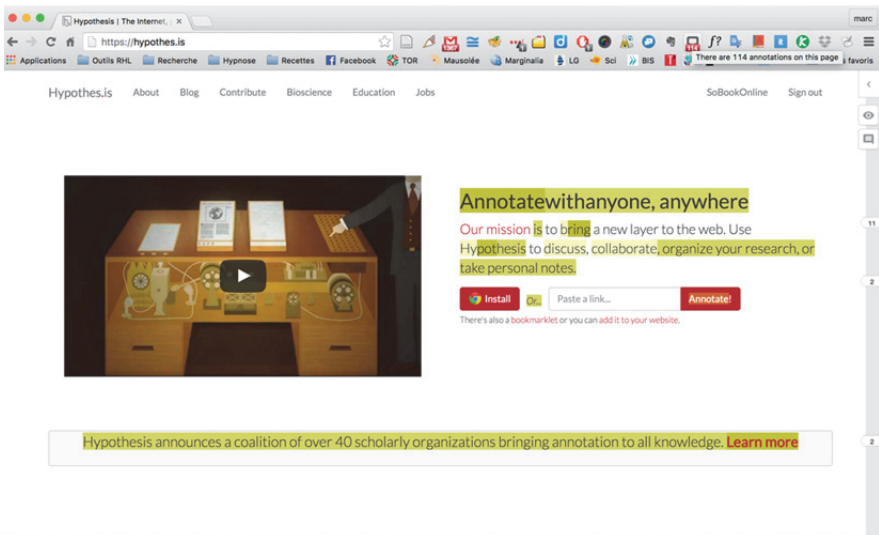 Hypothesis | The Internet, p
marc
https://hypothes.is
1367
114
f?
Applications Outils RHL Recherche Hypnose Recettes Facebook TOR Mausolée Marginalia LG Sci BIS
There are 114 annotations on this page
s favoris
Hypothes.is About Blog Contribute Bioscience Education Jobs SoBookOnline Sign out
Annotatewithanyone, anywhere
Our mission is to bring a new layer to the web. Use
Hypothesis to discuss, collaborate, organize your research, or
take personal notes.
Install Or.. Paste a link... Annotate!
There's also a bookmarklet or you can add it to your website.
11
2
Hypothesis announces a coalition of over 40 scholarly organizations bringing annotation to all knowledge. Learn more
2